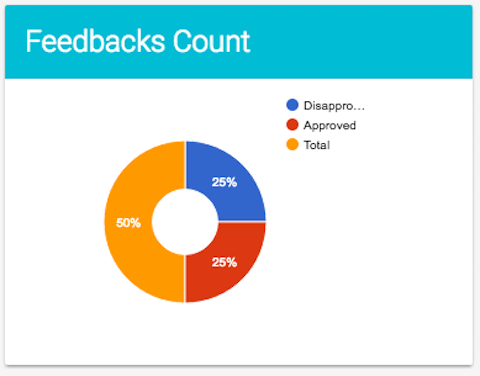 Feedbacks Count
Disappro...
Approved
Total
25%
50%
25%